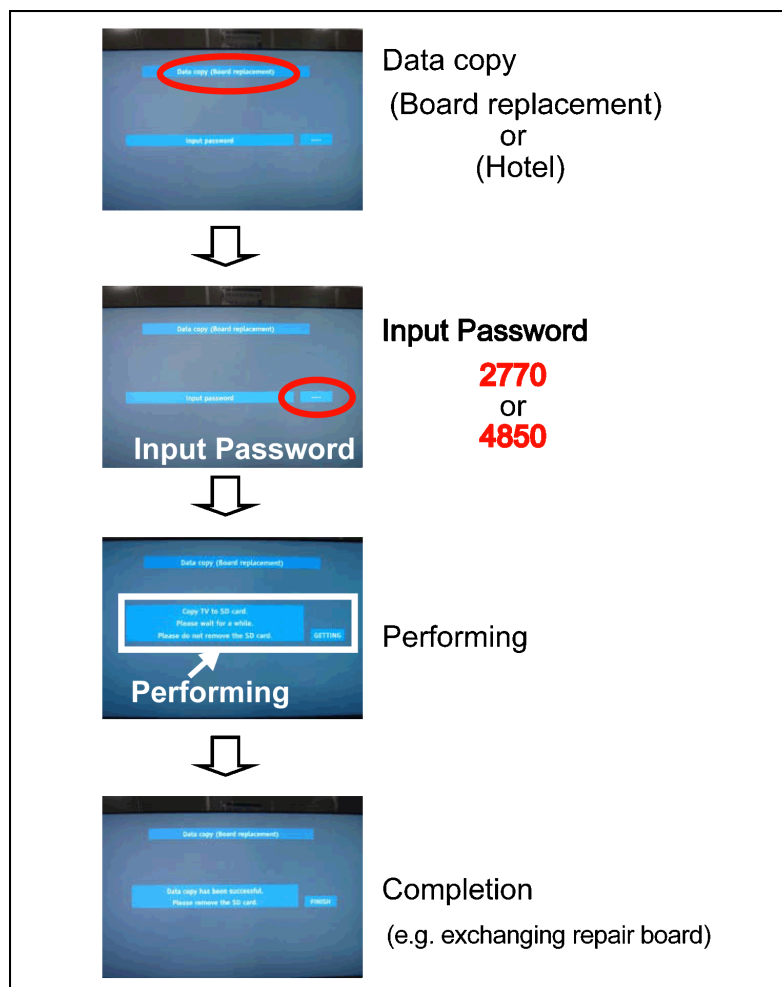 Data copy (Board replacement)
Input password ----
Data copy
(Board replacement)
or
(Hotel)
Data copy (Board replacement)
Input password ----
Input Password
Input Password
2770
or
4850
Data copy (Board replacement)
Copy TV to SD card.
Please wait for a while.
Please do not remove the SD card.
GETTING
Performing
Performing
Data copy (Board replacement)
Data copy has been successful.
Please remove the SD card.
FINISH
Completion
(e.g. exchanging repair board)